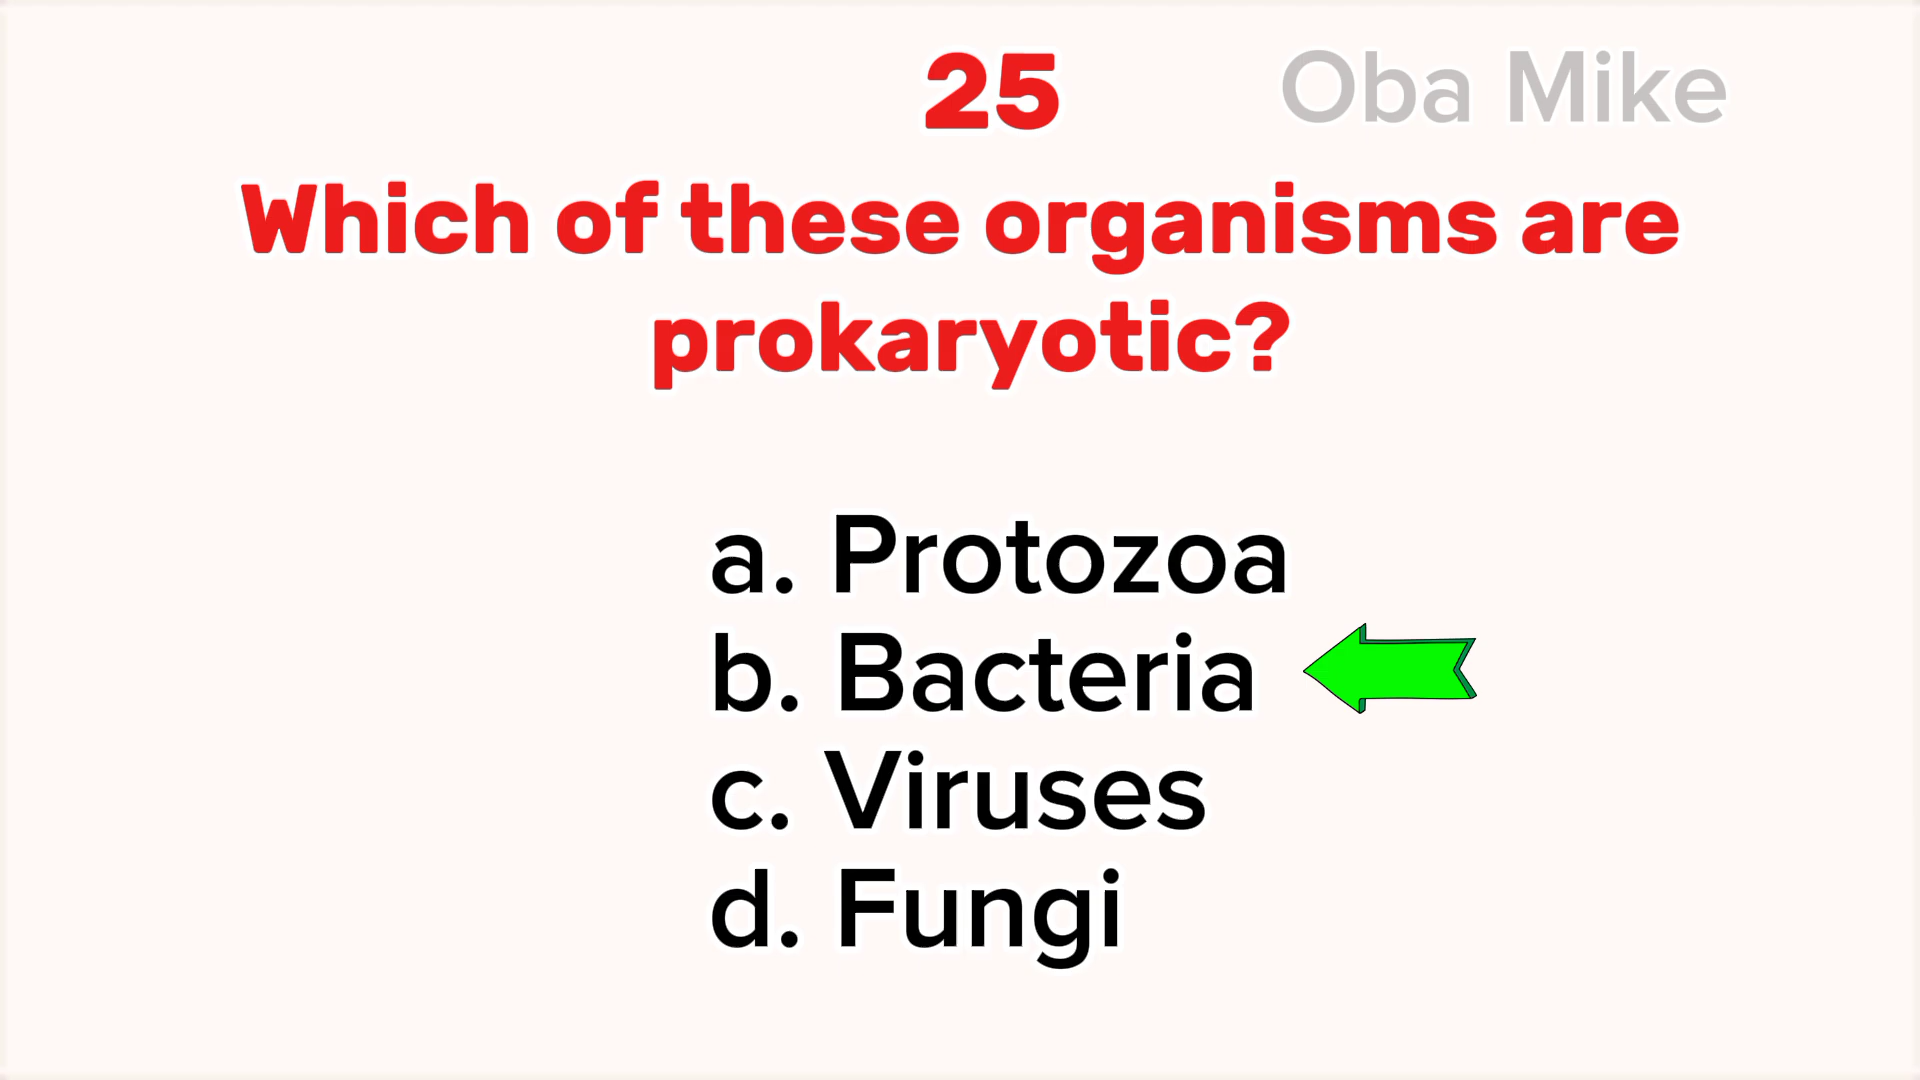 25
Oba Mike
Which of these organisms are
prokaryotic?
a. Protozoa
b. Bacteria
c. Viruses
d. Fungi